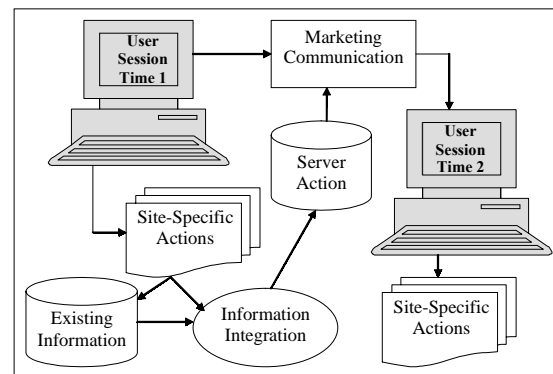 User
Session
Time 1
Marketing
Communication
User
Session
Time 2
Server
Action
Site-Specific
Actions
Existing
Information
Information
Integration
Site-Specific
Actions